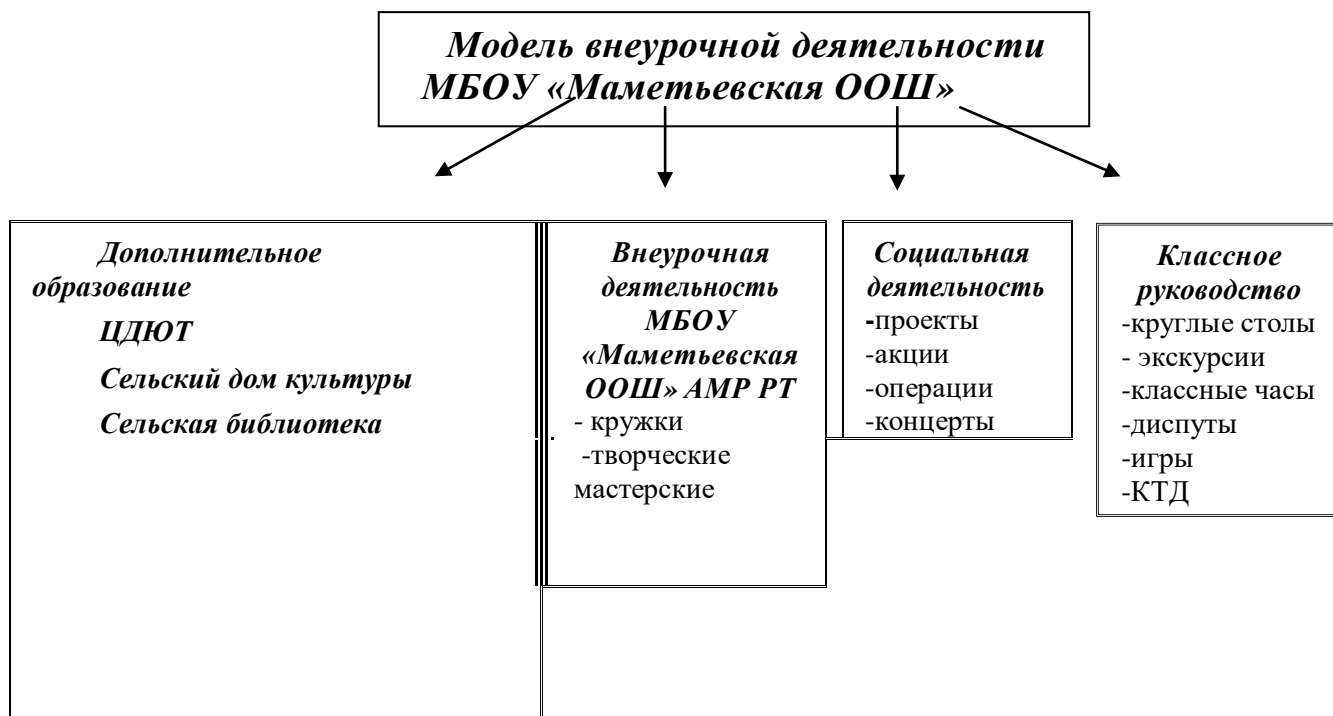 Модель внеурочной деятельности
МБОУ «Маметьевская ООШ»
Дополнительное
образование
ЦДЮТ
Сельский дом культуры
Сельская библиотека
Внеурочная
деятельность
МБОУ
«Маметьевская
ООШ» АМР РТ
- кружки
-творческие
мастерские
Социальная
деятельность
-проекты
-акции
-операции
-концерты
Классное
руководство
-круглые столы
- экскурсии
-классные часы
-диспуты
-игры
-КТД